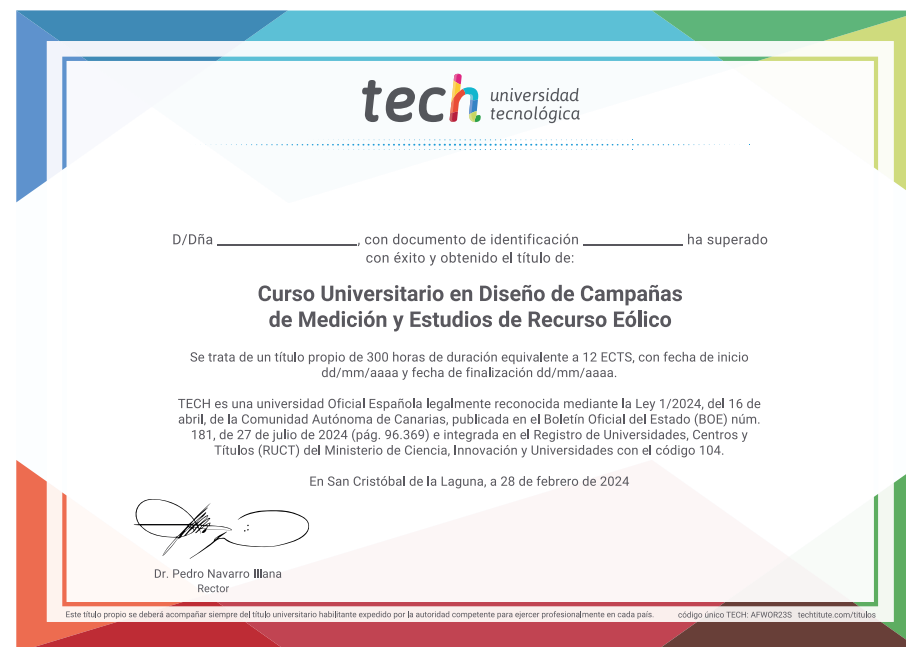 tech universidad
tecnológica
D/Dña ____________________, con documento de identificación ______________ ha superado
con éxito y obtenido el título de:
Curso Universitario en Diseño de Campañas
de Medición y Estudios de Recurso Eólico
Se trata de un título propio de 300 horas de duración equivalente a 12 ECTS, con fecha de inicio
dd/mm/aaaa y fecha de finalización dd/mm/aaaa.
TECH es una universidad Oficial Española legalmente reconocida mediante la Ley 1/2024, del 16 de
abril, de la Comunidad Autónoma de Canarias, publicada en el Boletín Oficial del Estado (BOE) núm.
181, de 27 de julio de 2024 (pág. 96.369) e integrada en el Registro de Universidades, Centros y
Títulos (RUCT) del Ministerio de Ciencia, Innovación y Universidades con el código 104.
En San Cristóbal de la Laguna, a 28 de febrero de 2024
Dr. Pedro Navarro Illana
Rector
Este título propio se deberá acompañar siempre del título universitario habilitante expedido por la autoridad competente para ejercer profesionalmente en cada país. código único TECH: AFWOR23S techtitute.com/titulos